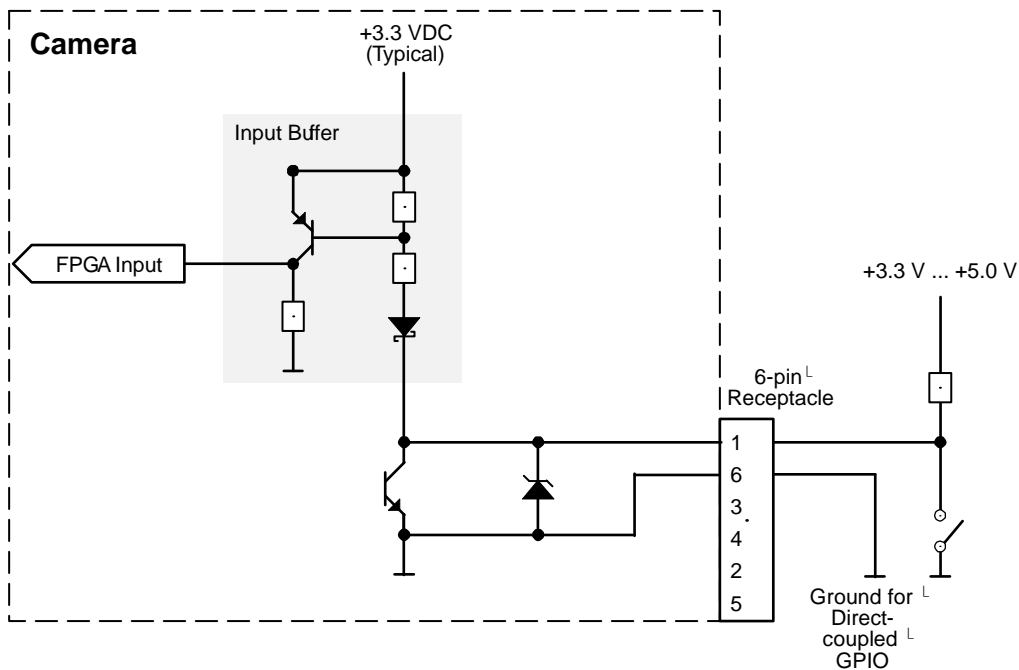 Camera
+3.3 VDC
(Typical)
Input Buffer
FPGA Input
+3.3 V ... +5.0 V
6-pin└
Receptacle
1
6
3
4
2
5
Ground for └
Direct-
coupled └
GPIO